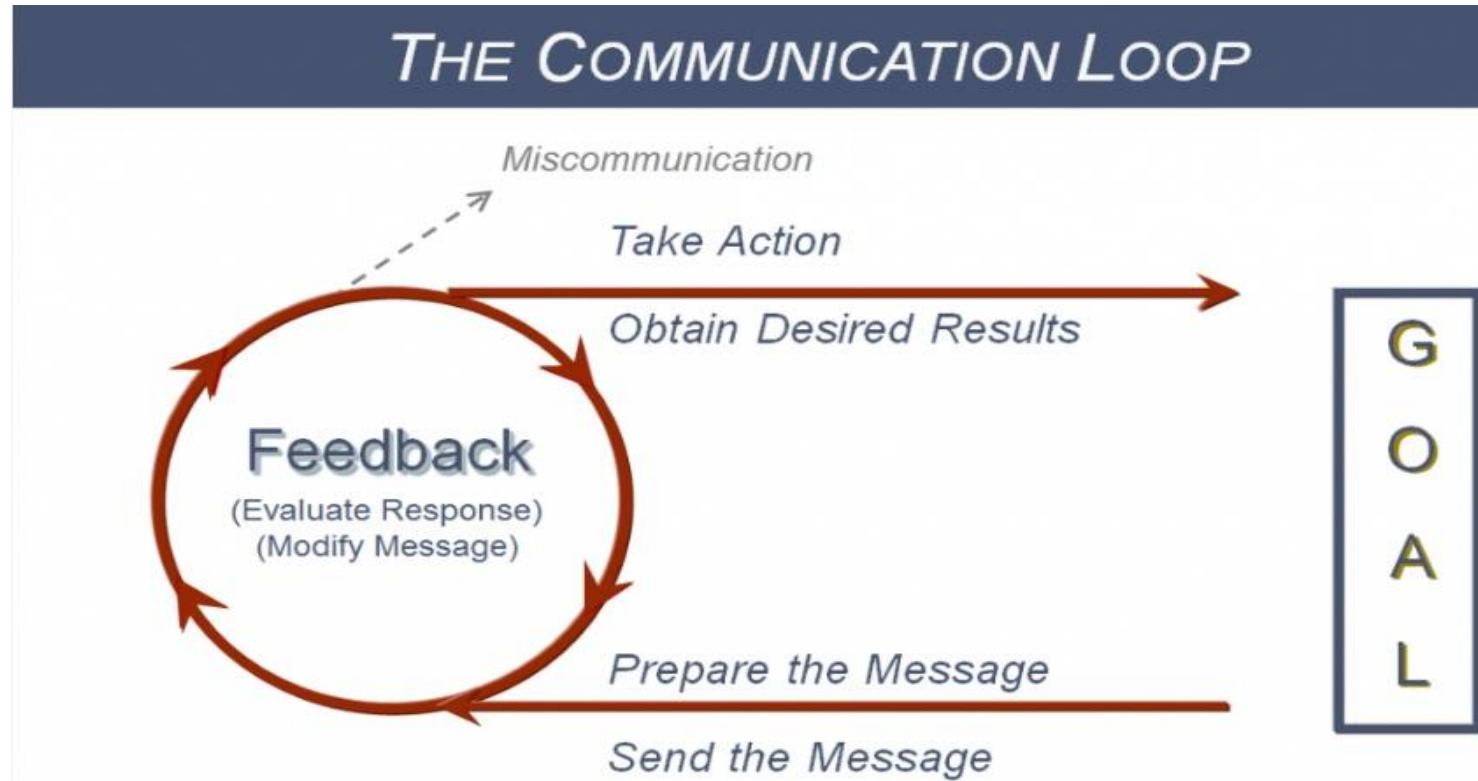 THE COMMUNICATION LOOP
Miscommunication
Take Action
Obtain Desired Results
Feedback
(Evaluate Response)
(Modify Message)
Prepare the Message
Send the Message
G
O
A
L